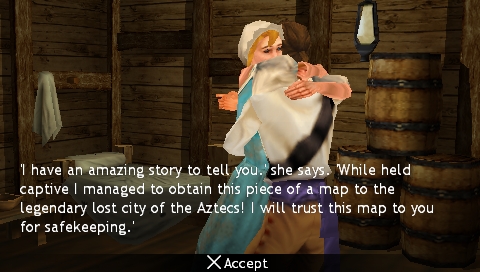 'I have an amazing story to tell you.' she says. 'While held
captive I managed to obtain this piece of a map to the
legendary lost city of the Aztecs! I will trust this map to you
for safekeeping.'
Accept